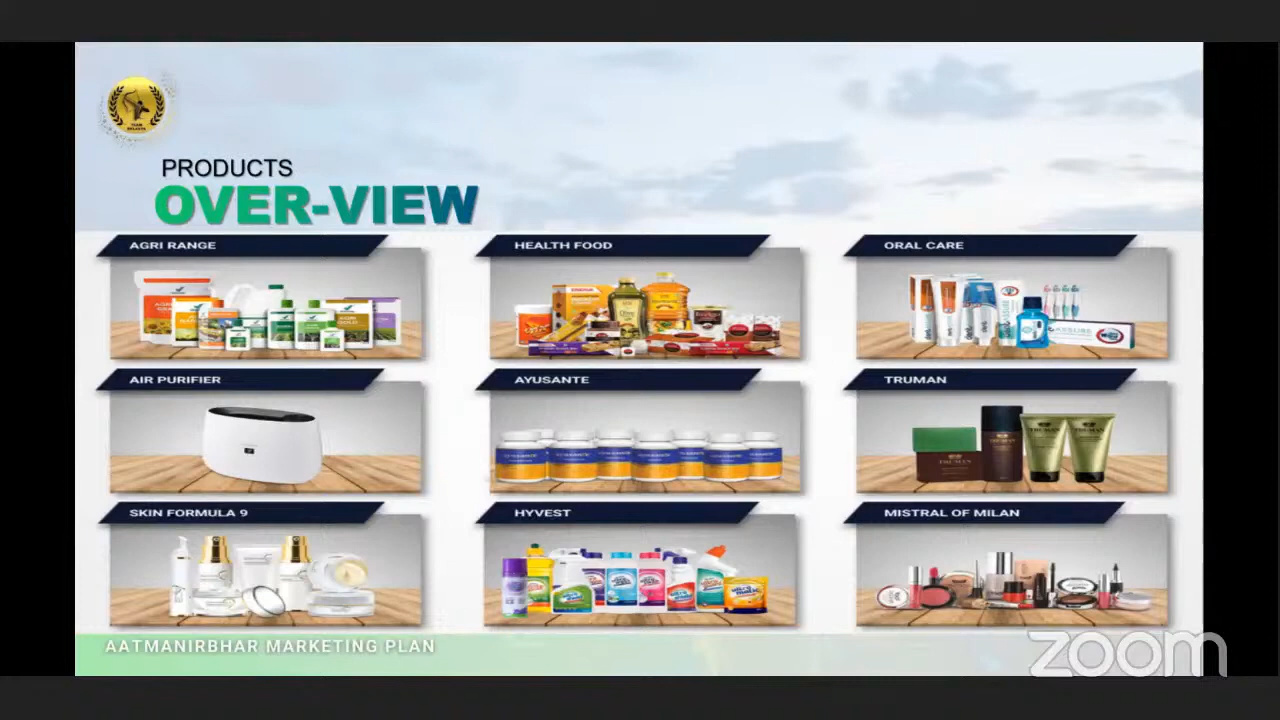 PRODUCTS
OVER-VIEW
AGRI RANGE
HEALTH FOOD
ORAL CARE
AIR PURIFIER
AYUSANTE
TRUMAN
SKIN FORMULA 9
HYVEST
MISTRAL OF MILAN
AATMANIRBHAR MARKETING PLAN
zoom